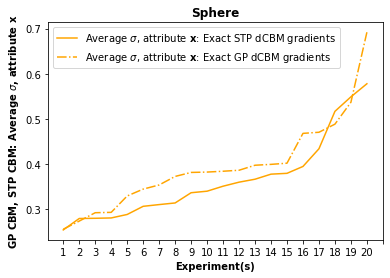 Sphere
Average σ, attribute x: Exact STP dCBM gradients
Average σ, attribute x: Exact GP dCBM gradients
GP CBM, STP CBM: Average σ, attribute x
0.7
0.6
0.5
0.4
0.3
1 2 3 4 5 6 7 8 9 10 11 12 13 14 15 16 17 18 19 20
Experiment(s)